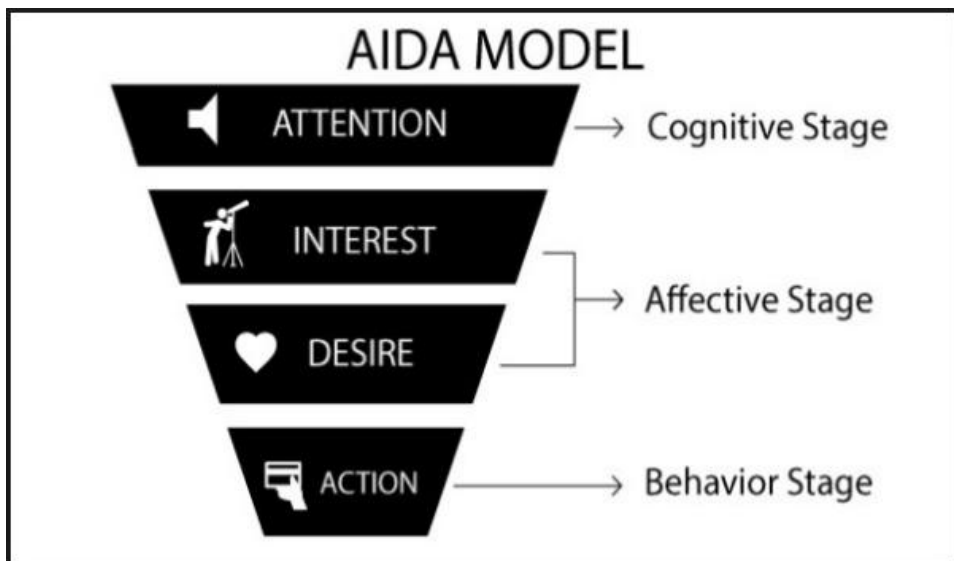 AIDA MODEL
ATTENTION
Cognitive Stage
INTEREST
Affective Stage
DESIRE
ACTION
Behavior Stage